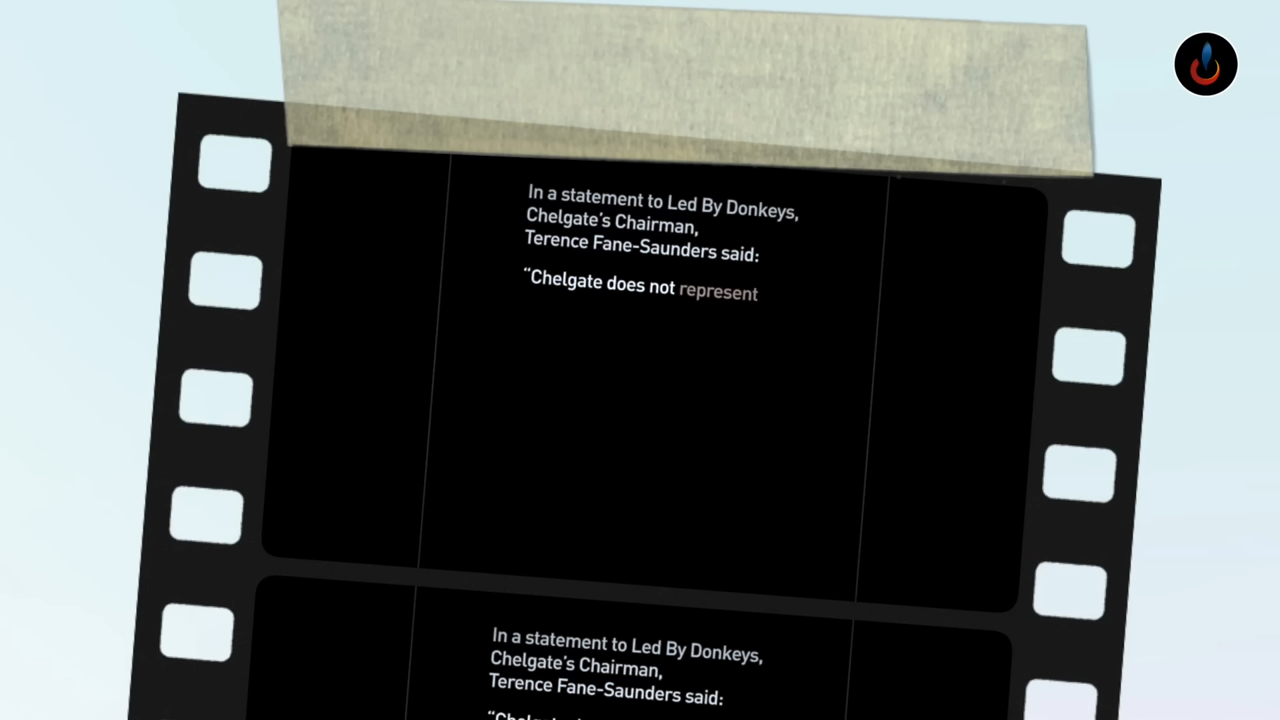 In a statement to Led By Donkeys,
Chelgate's Chairman,
Terence Fane-Saunders said:
“Chelgate does not represent
In a statement to Led By Donkeys,
Chelgate's Chairman,
Terence Fane-Saunders said: